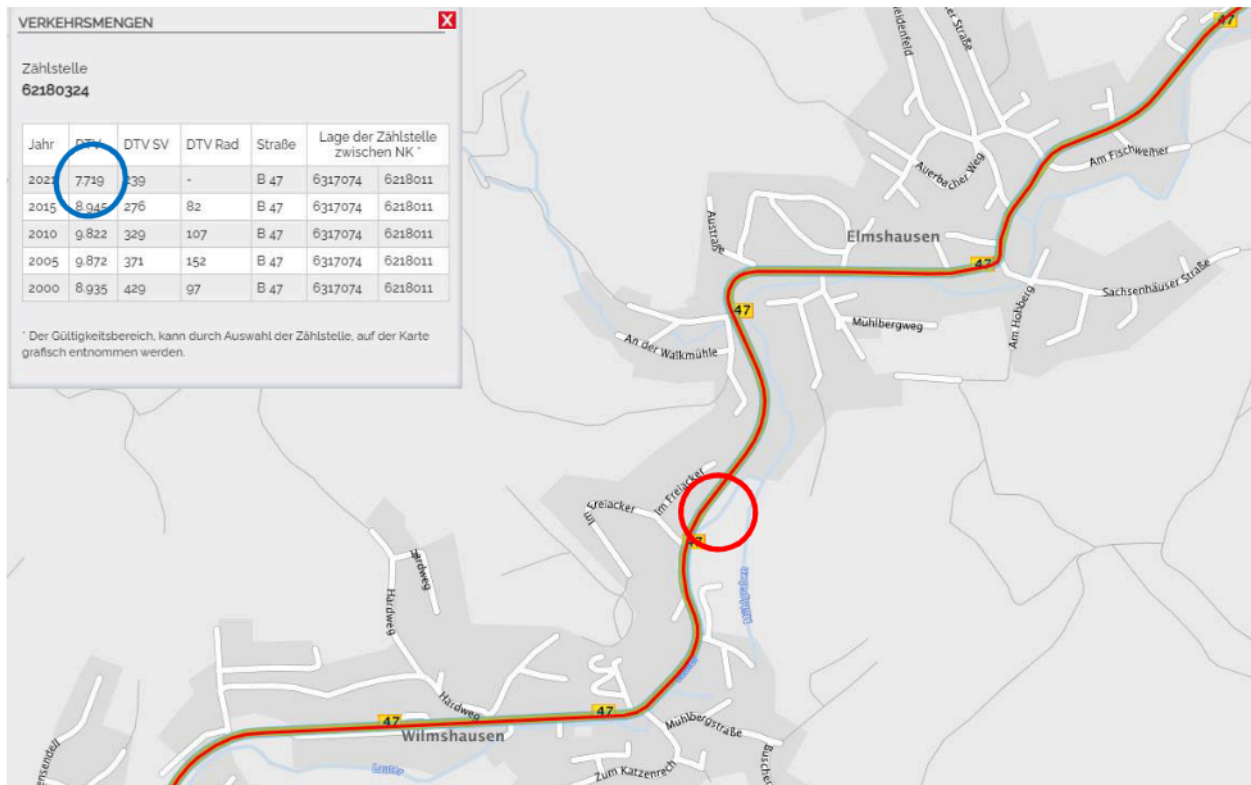 VERKEHRSMENGEN
X
Zählstelle
62180324
Jahr DTV DTV SV DTV Rad Straße Lage der Zählstelle zwischen NK *
2021 7.719 239 - B 47 6317074 6218011
2015 8.945 276 82 B 47 6317074 6218011
2010 9.822 329 107 B 47 6317074 6218011
2005 9.872 371 152 B 47 6317074 6218011
2000 8.935 429 97 B 47 6317074 6218011
* Der Gültigkeitsbereich, kann durch Auswahl der Zählstelle, auf der Karte
grafisch entnommen werden.
47
Straße
Am Fischweiher
Auerbacher Weg
Austraße
Elmshausen
47
Sachsenhäuser Straße
Am Hohberg
47
Mühlbergweg
An der Walkmühle
Im Freiacker
Im Freiacker
47
Hardweg
Hardweg
Mühlgraben
Lauter
Hardweg
47
47
Wilmshausen
Mühlbergstraße
Lauter
Zum Katzenrech